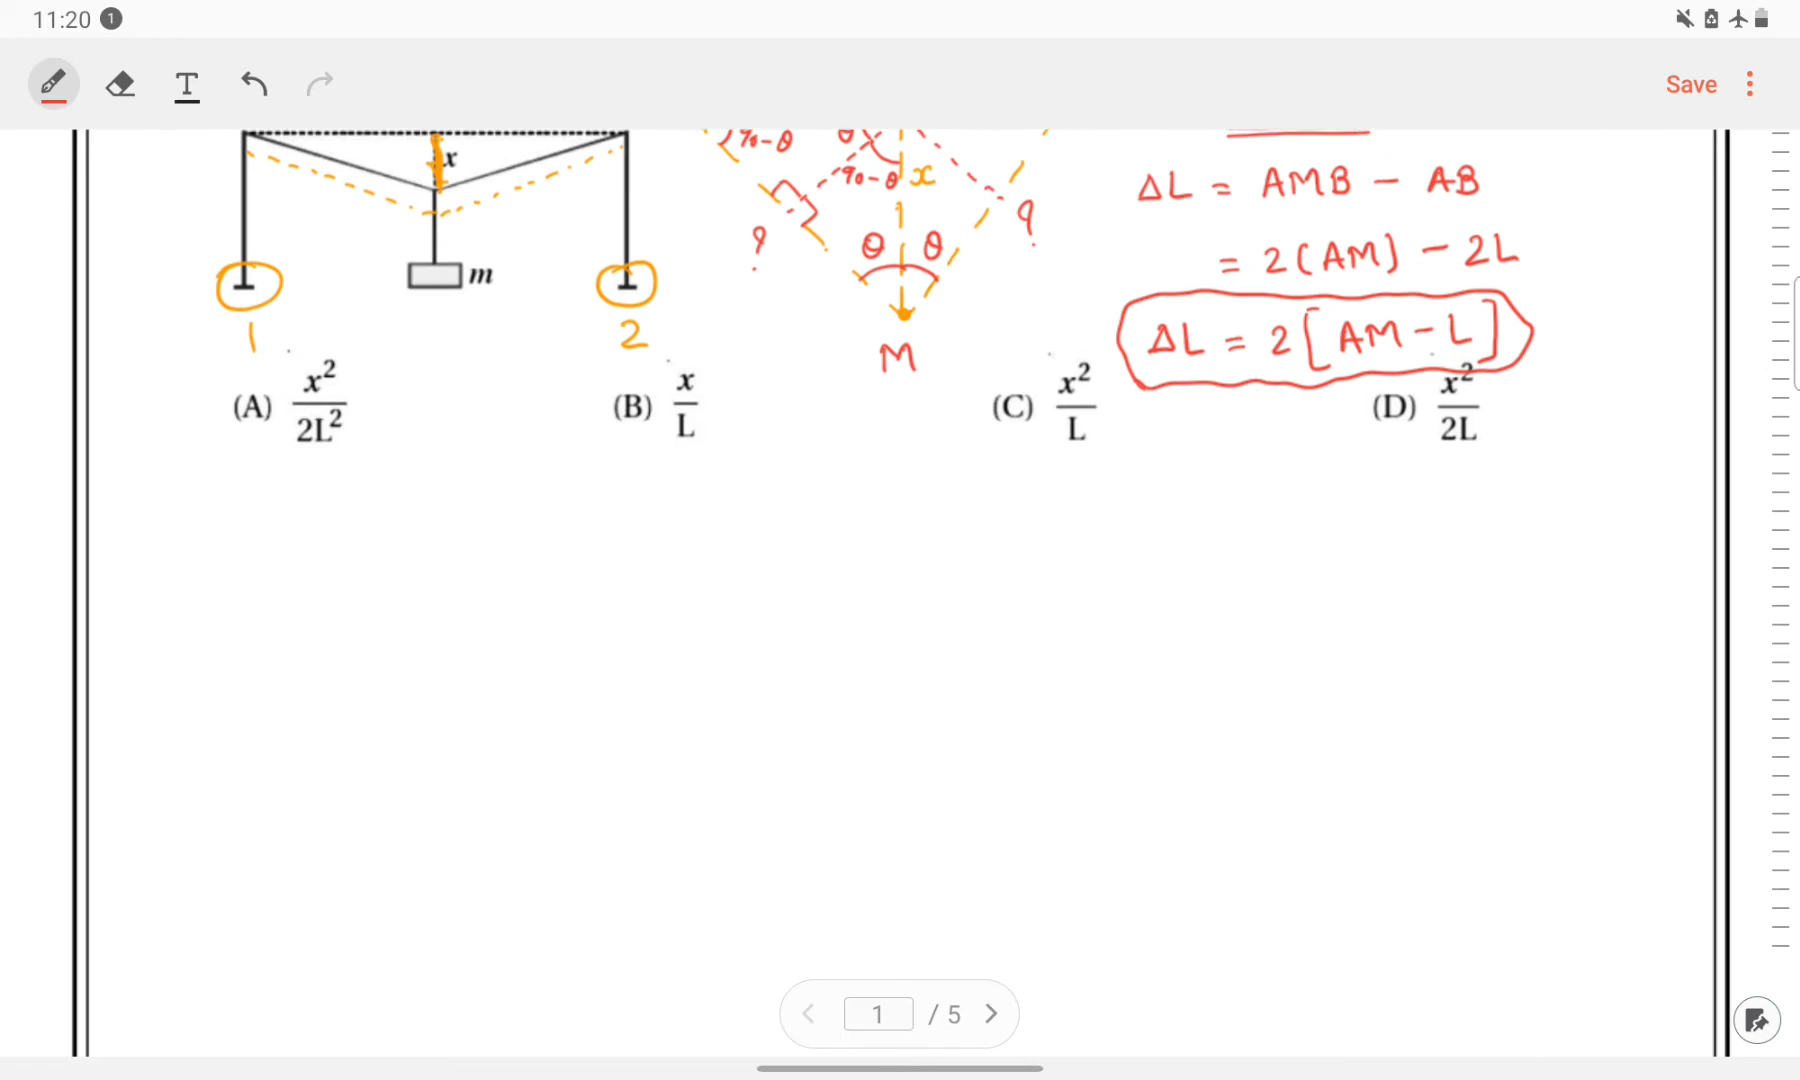 11:20 1
T Save
x
90-θ θ
90-θ x
ΔL = AMB - AB
? θ θ ?
= 2(AM) - 2L
m
ΔL = 2[AM-L]
1 2 M
(A) x²/2L² (B) x/L (C) x²/L (D) x²/2L
1 / 5